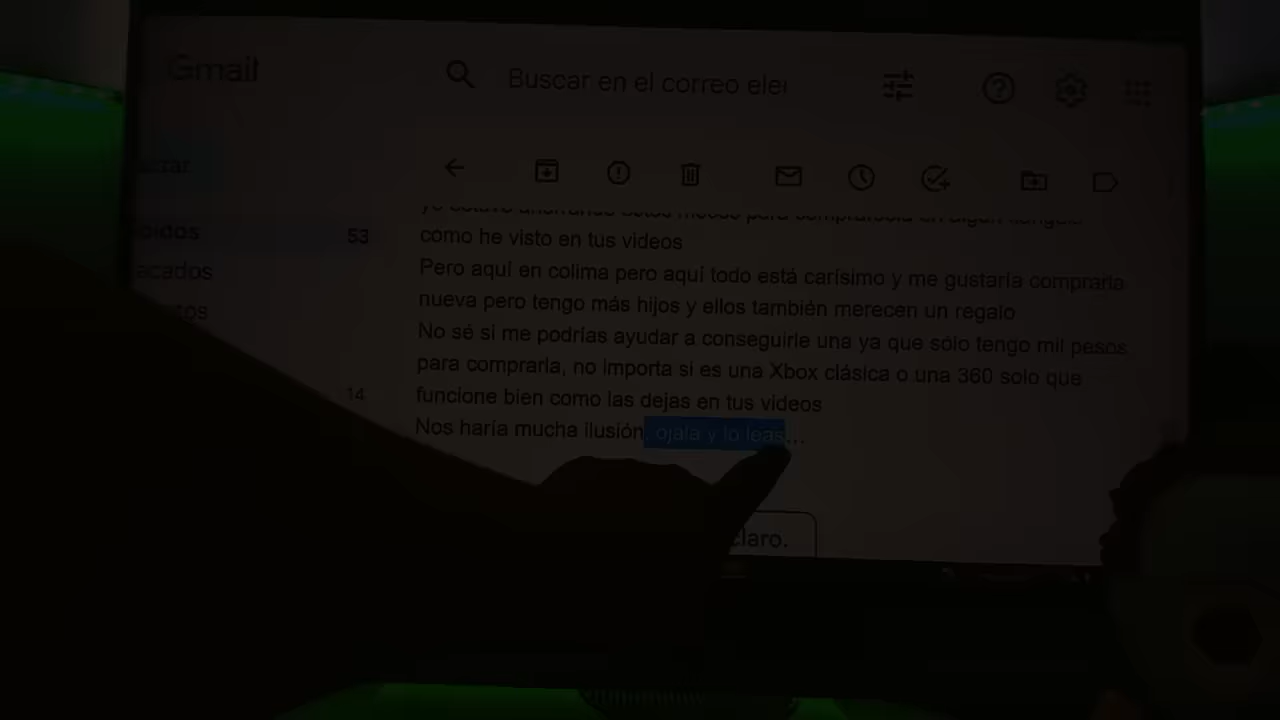 Gmail
Buscar en el correo ele
53
como he visto en tus videos
Pero aquí en colima pero aquí todo está carísimo y me gustaría comprarla
nueva pero tengo más hijos y ellos también merecen un regalo
No sé si me podrías ayudar a conseguirle una ya que sólo tengo mil pesos
para comprarla, no importa si es una Xbox clásica o una 360 solo que
14
funcione bien como las dejas en tus videos
Nos haría mucha ilusión, ojala y lo leas...
claro.